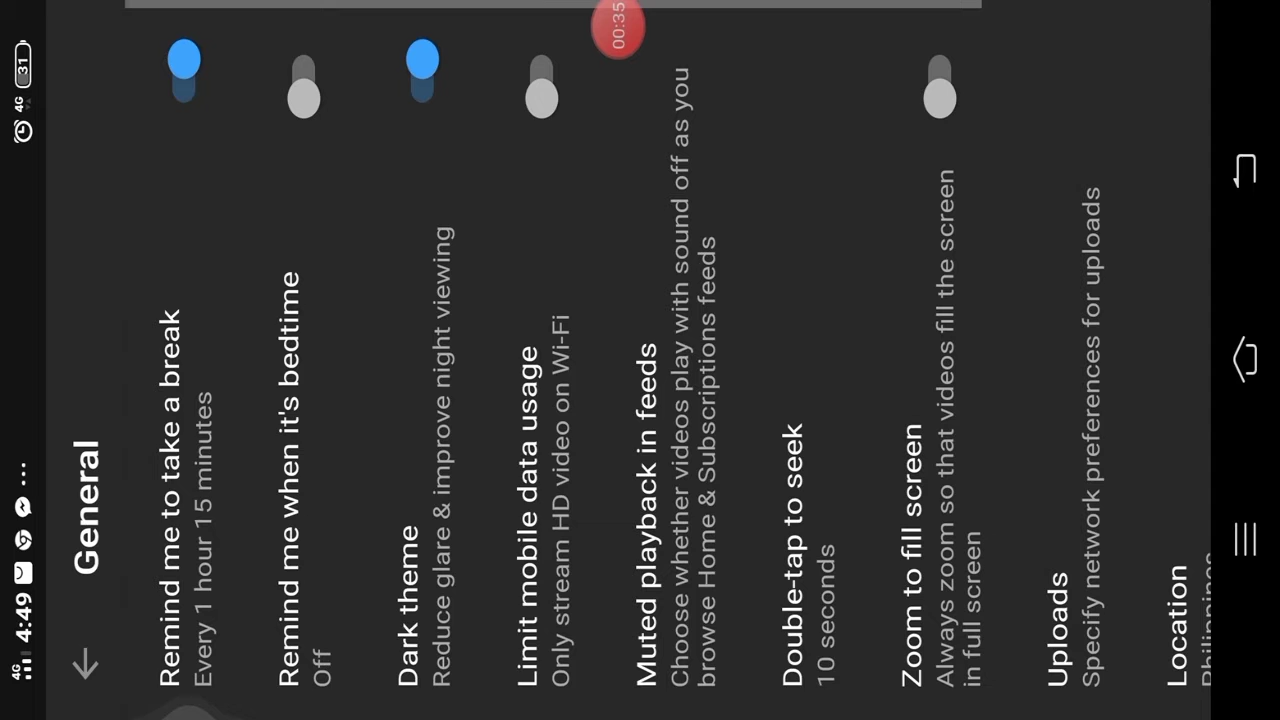 4G 4:49 ... 4G 31
General
00:35
Remind me to take a break
Every 1 hour 15 minutes
Remind me when it's bedtime
Off
Dark theme
Reduce glare & improve night viewing
Limit mobile data usage
Only stream HD video on Wi-Fi
Muted playback in feeds
Choose whether videos play with sound off as you
browse Home & Subscriptions feeds
Double-tap to seek
10 seconds
Zoom to fill screen
Always zoom so that videos fill the screen
in full screen
Uploads
Specify network preferences for uploads
Location
Philippines